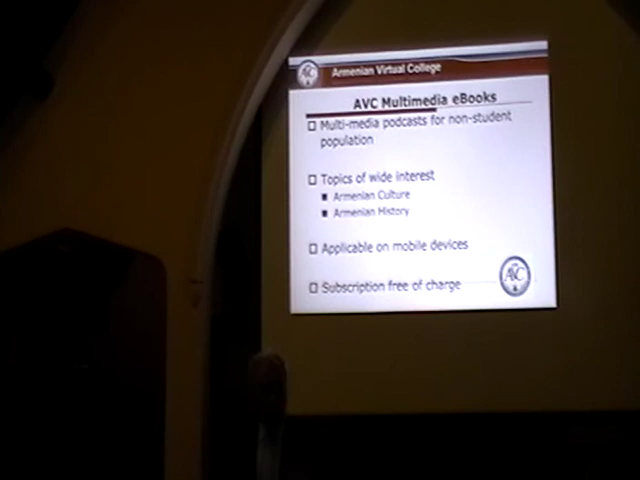 Armenian Virtual College
AVC Multimedia eBooks
Multi-media podcasts for non-student
population
Topics of wide interest
Armenian Culture
Armenian History
Applicable on mobile devices
Subscription free of charge
AVC